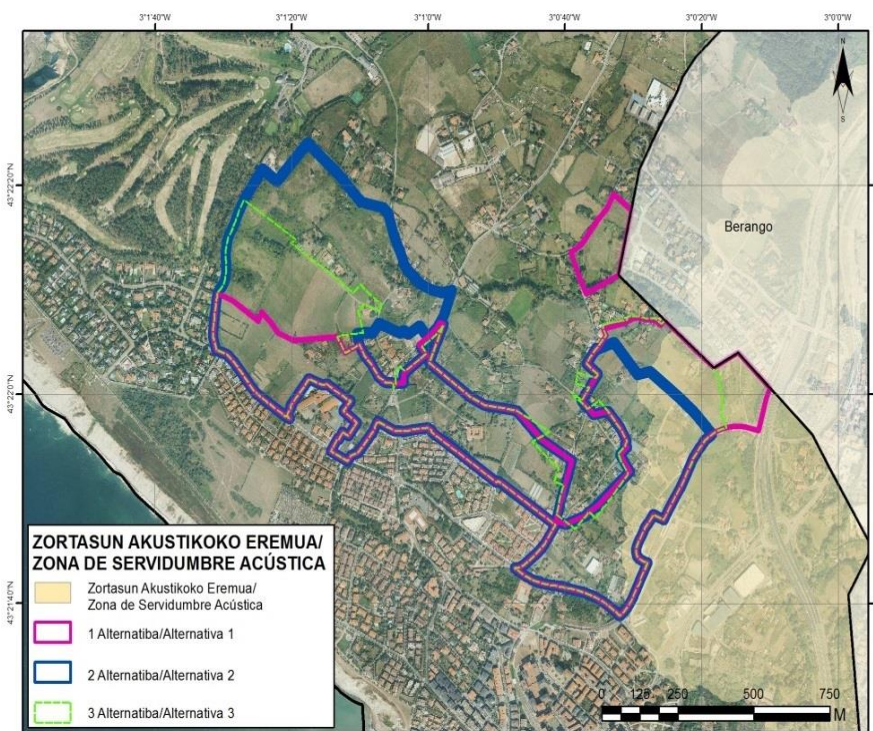 3°1'40"W 3°1'20"W 3°1'10"W 3°0'40"W 3°0'20"W 3°0'0"W
N
S
43°22'20"N
Berango
43°22'0"N
43°21'40"N
ZORTASUN AKUSTIKOKO EREMUA/
ZONA DE SERVIDUMBRE ACÚSTICA
Zortasun Akustikoko Eremua/
Zona de Servidumbre Acústica
1 Alternatiba/Alternativa 1
2 Alternatiba/Alternativa 2
3 Alternatiba/Alternativa 3
0 125 250 500 750
M